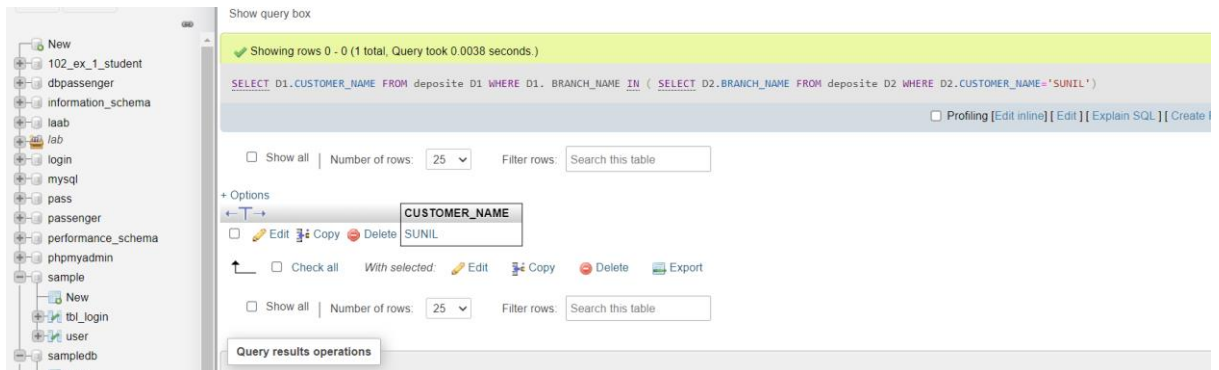 Show query box
New
102_ex_1_student
dbpassenger
information_schema
laab
lab
login
mysql
pass
passenger
performance_schema
phpmyadmin
sample
New
tbl_login
user
sampledb
Showing rows 0 - 0 (1 total, Query took 0.0038 seconds.)
SELECT D1.CUSTOMER_NAME FROM deposite D1 WHERE D1. BRANCH_NAME IN ( SELECT D2.BRANCH_NAME FROM deposite D2 WHERE D2.CUSTOMER_NAME='SUNIL')
Profiling [Edit inline] [ Edit ] [ Explain SQL ] [ Create
Show all | Number of rows: 25 Filter rows: Search this table
+ Options
CUSTOMER_NAME
Edit Copy Delete SUNIL
Check all With selected: Edit Copy Delete Export
Show all | Number of rows: 25 Filter rows: Search this table
Query results operations